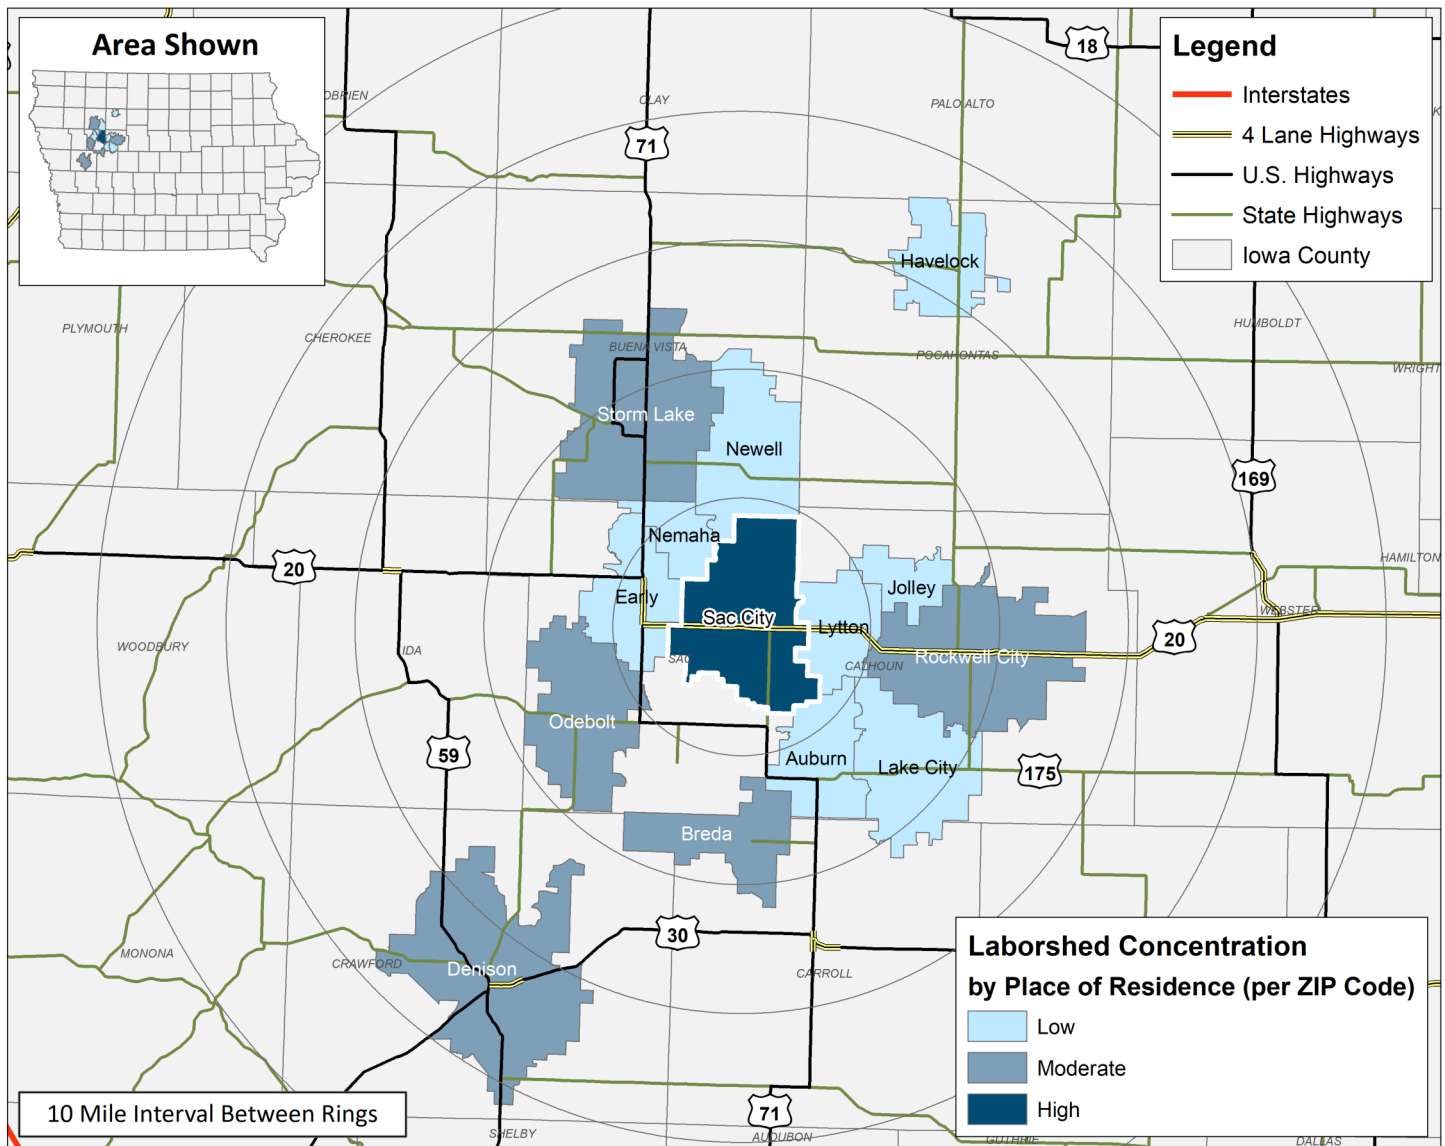 Area Shown
OBRIEN
CLAY
PALO ALTO
18
71
Legend
Interstates
4 Lane Highways
U.S. Highways
State Highways
Iowa County
Havelock
PLYMOUTH
CHEROKEE
BUENA VISTA
POCAHONTAS
HUMBOLDT
WRIGHT
Storm Lake
Newell
169
Nemaha
20
HAMILTON
Early
Sac City
Jolley
Lytton
WEBSTER
20
WOODBURY
IDA
SAC
CALHOUN
Rockwell City
Odebolt
59
Auburn
Lake City
175
Breda
30
MONONA
CRAWFORD
Denison
CARROLL
Laborshed Concentration
by Place of Residence (per ZIP Code)
Low
Moderate
High
10 Mile Interval Between Rings
71
SHELBY
AUDUBON
GUTHRIE
DALLAS